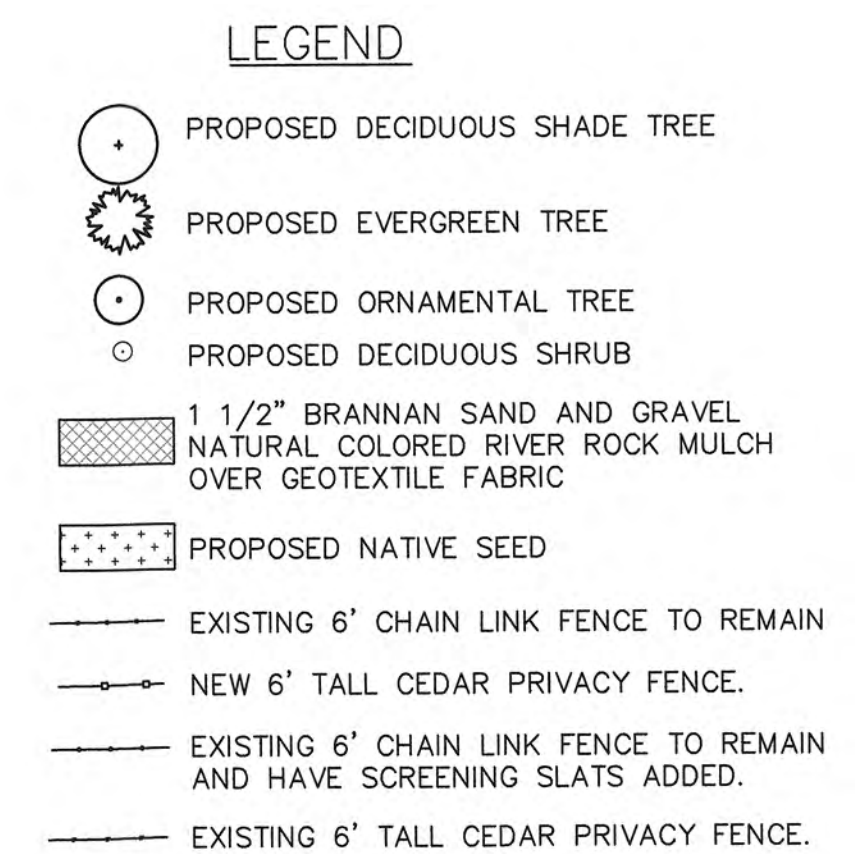 LEGEND
PROPOSED DECIDUOUS SHADE TREE
PROPOSED EVERGREEN TREE
PROPOSED ORNAMENTAL TREE
PROPOSED DECIDUOUS SHRUB
1 1/2" BRANNAN SAND AND GRAVEL
NATURAL COLORED RIVER ROCK MULCH
OVER GEOTEXTILE FABRIC
PROPOSED NATIVE SEED
EXISTING 6' CHAIN LINK FENCE TO REMAIN
NEW 6' TALL CEDAR PRIVACY FENCE.
EXISTING 6' CHAIN LINK FENCE TO REMAIN
AND HAVE SCREENING SLATS ADDED.
EXISTING 6' TALL CEDAR PRIVACY FENCE.